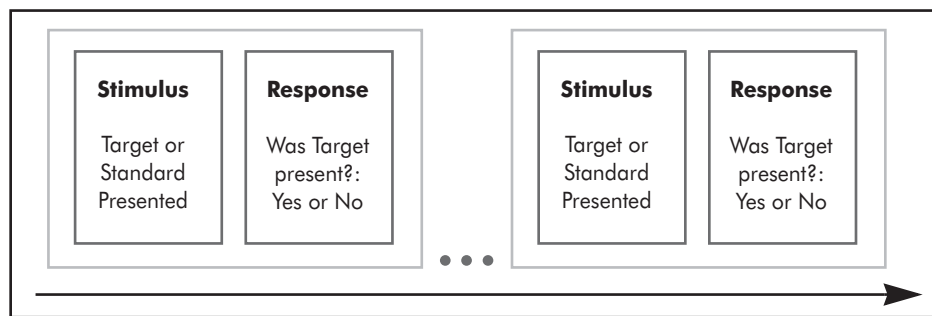 Stimulus
Target or
Standard
Presented
Response
Was Target
present?:
Yes or No
Stimulus
Target or
Standard
Presented
Response
Was Target
present?:
Yes or No